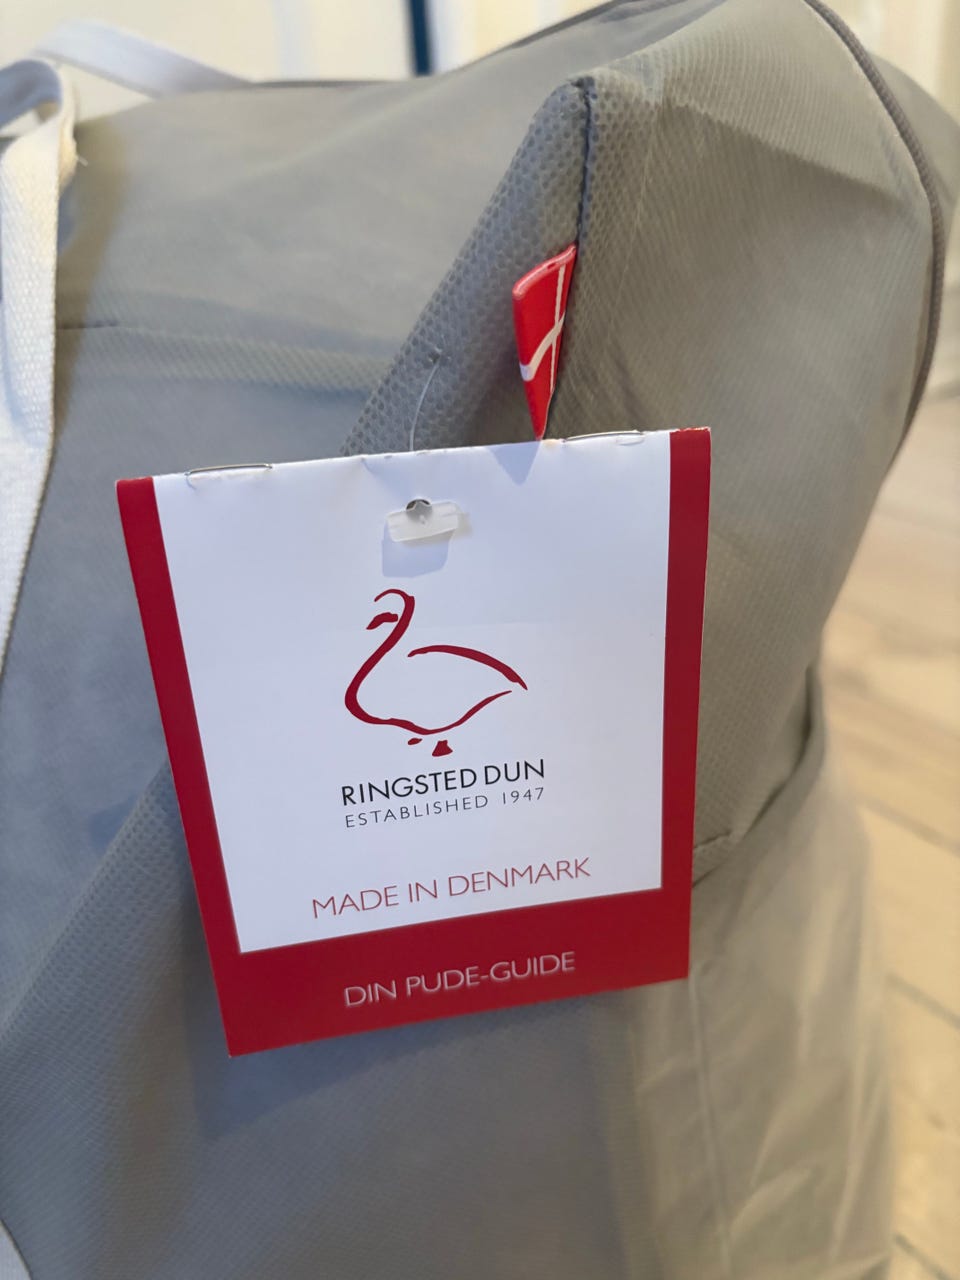 RINGSTED DUN
ESTABLISHED 1947
MADE IN DENMARK
DIN PUDE-GUIDE